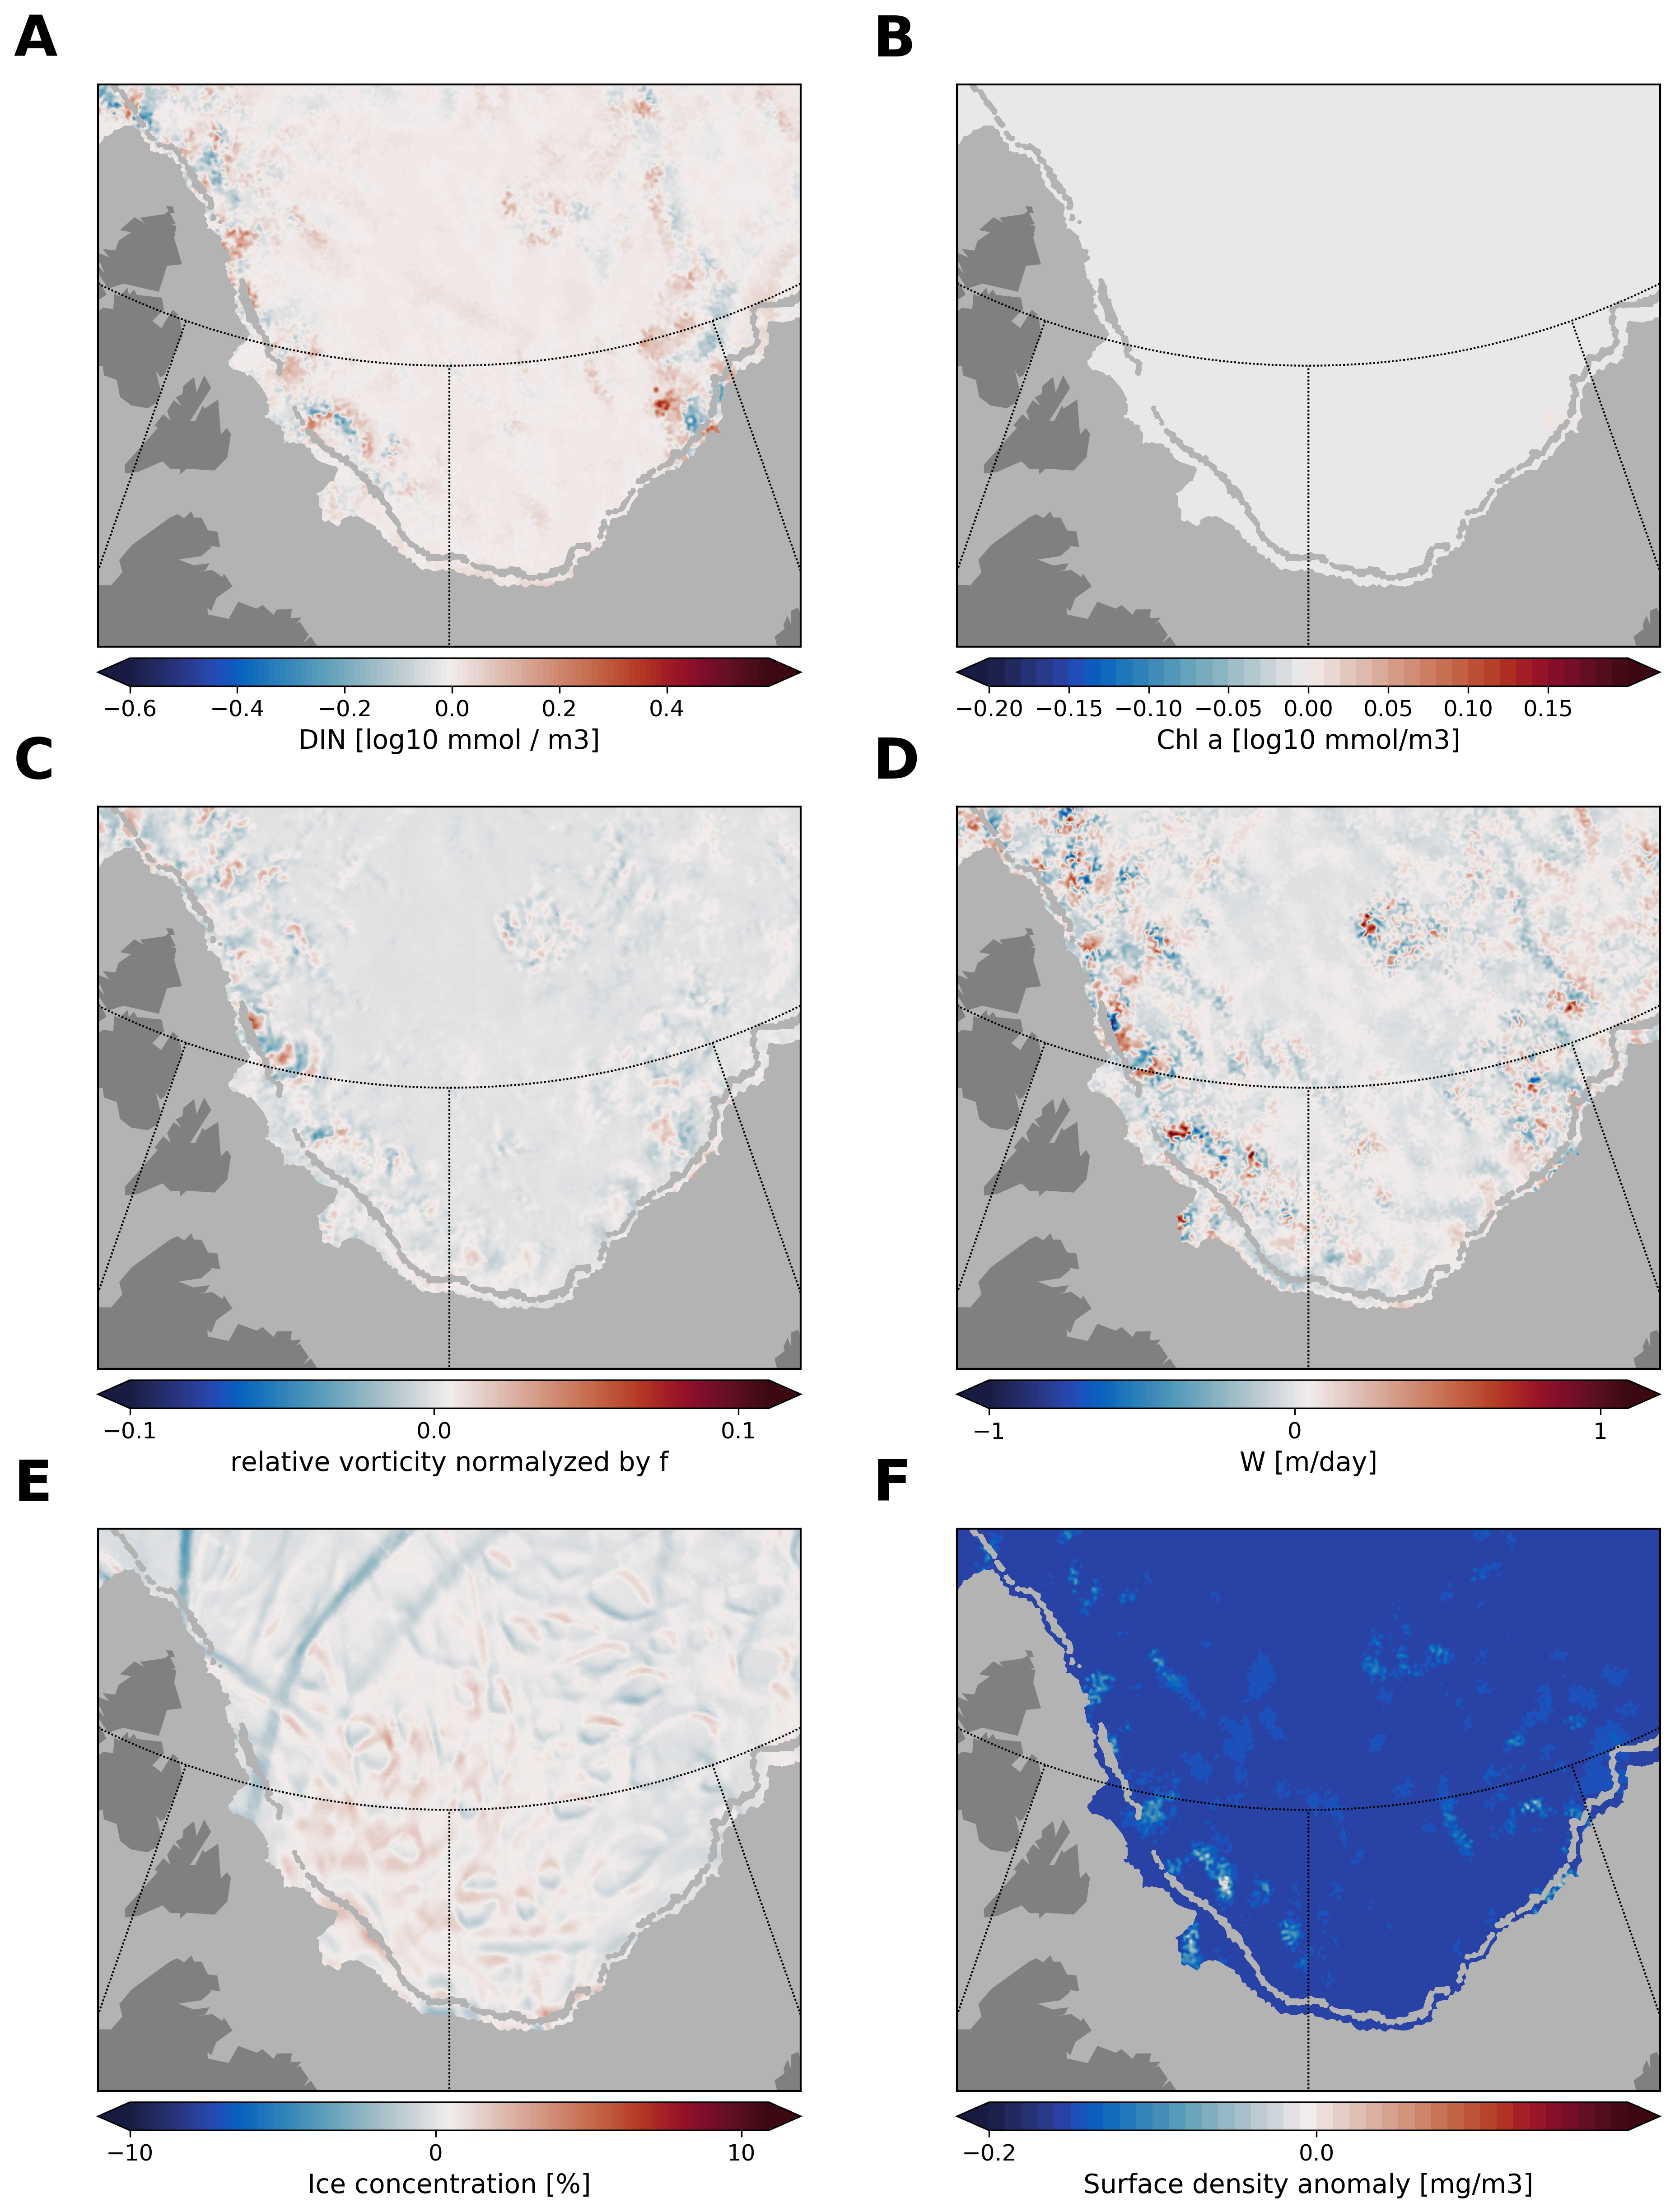 A
B
−0.6 −0.4 −0.2 0.0 0.2 0.4
DIN [log10 mmol / m3]
−0.20 −0.15 −0.10 −0.05 0.00 0.05 0.10 0.15
Chl a [log10 mmol/m3]
C
D
−0.1 0.0 0.1
relative vorticity normalyzed by f
−1 0 1
W [m/day]
E
F
−10 0 10
Ice concentration [%]
−0.2 0.0
Surface density anomaly [mg/m3]